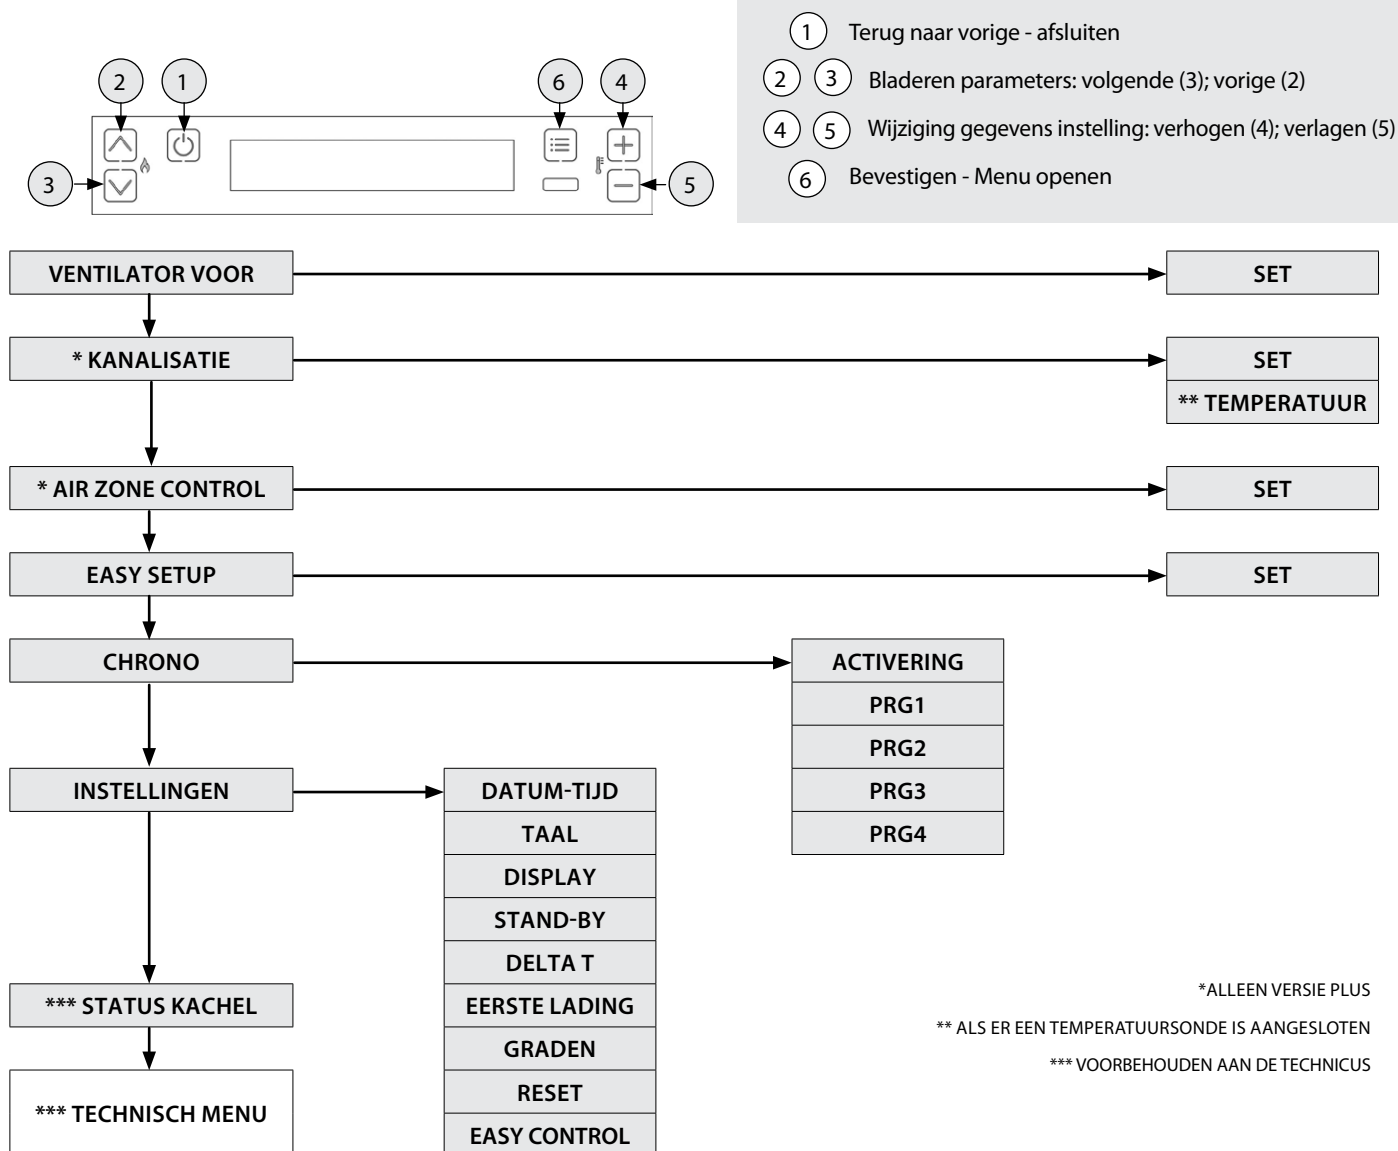 1 Terug naar vorige - afsluiten
2 3 Bladeren parameters: volgende (3); vorige (2)
4 5 Wijziging gegevens instelling: verhogen (4); verlagen (5)
6 Bevestigen - Menu openen
2 1 6 4
3 5
VENTILATOR VOOR SET
* KANALISATIE SET
** TEMPERATUUR
* AIR ZONE CONTROL SET
EASY SETUP SET
CHRONO ACTIVERING
PRG1
PRG2
INSTELLINGEN DATUM-TIJD PRG3
TAAL PRG4
DISPLAY
STAND-BY
DELTA T
*** STATUS KACHEL EERSTE LADING
GRADEN
RESET
*** TECHNISCH MENU
EASY CONTROL
*ALLEEN VERSIE PLUS
** ALS ER EEN TEMPERATUURSONDE IS AANGESLOTEN
*** VOORBEHOUDEN AAN DE TECHNICUS